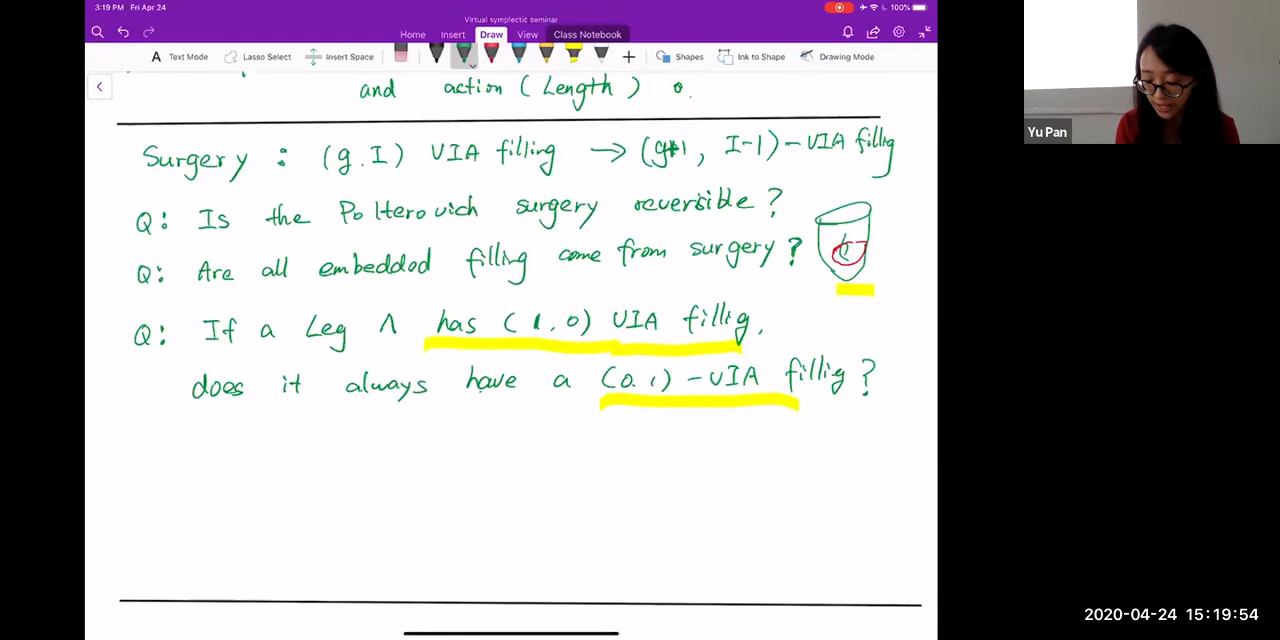 3:19 PM Fri Apr 24
100%
Virtual symplectic seminar
Home Insert Draw View Class Notebook
Text Mode Lasso Select Insert Space Shapes Ink to Shape Drawing Mode
and action (Length) 0.
Surgery : (g.I) VIA filling → (g+1, I-1)-VIA fillig
Q: Is the Polterovich surgery reversible?
Q: Are all embedded filling come from surgery?
Q: If a Leg Λ has (1,0) VIA fillig,
does it always have a (0.1)-VIA fillig?
Yu Pan
2020-04-24 15:19:54